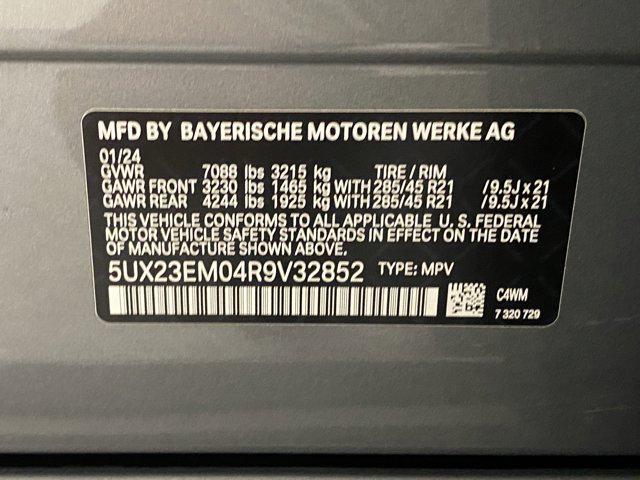 MFD BY BAYERISCHE MOTOREN WERKE AG
01/24
GVWR 7088 lbs 3215 kg TIRE / RIM
GAWR FRONT 3230 lbs 1465 kg WITH 285/45 R21 /9.5J x 21
GAWR REAR 4244 lbs 1925 kg WITH 285/45 R21 /9.5J x 21
THIS VEHICLE CONFORMS TO ALL APPLICABLE U. S. FEDERAL
MOTOR VEHICLE SAFETY STANDARDS IN EFFECT ON THE DATE
OF MANUFACTURE SHOWN ABOVE.
5UX23EM04R9V32852 TYPE: MPV
C4WM
7 320 729